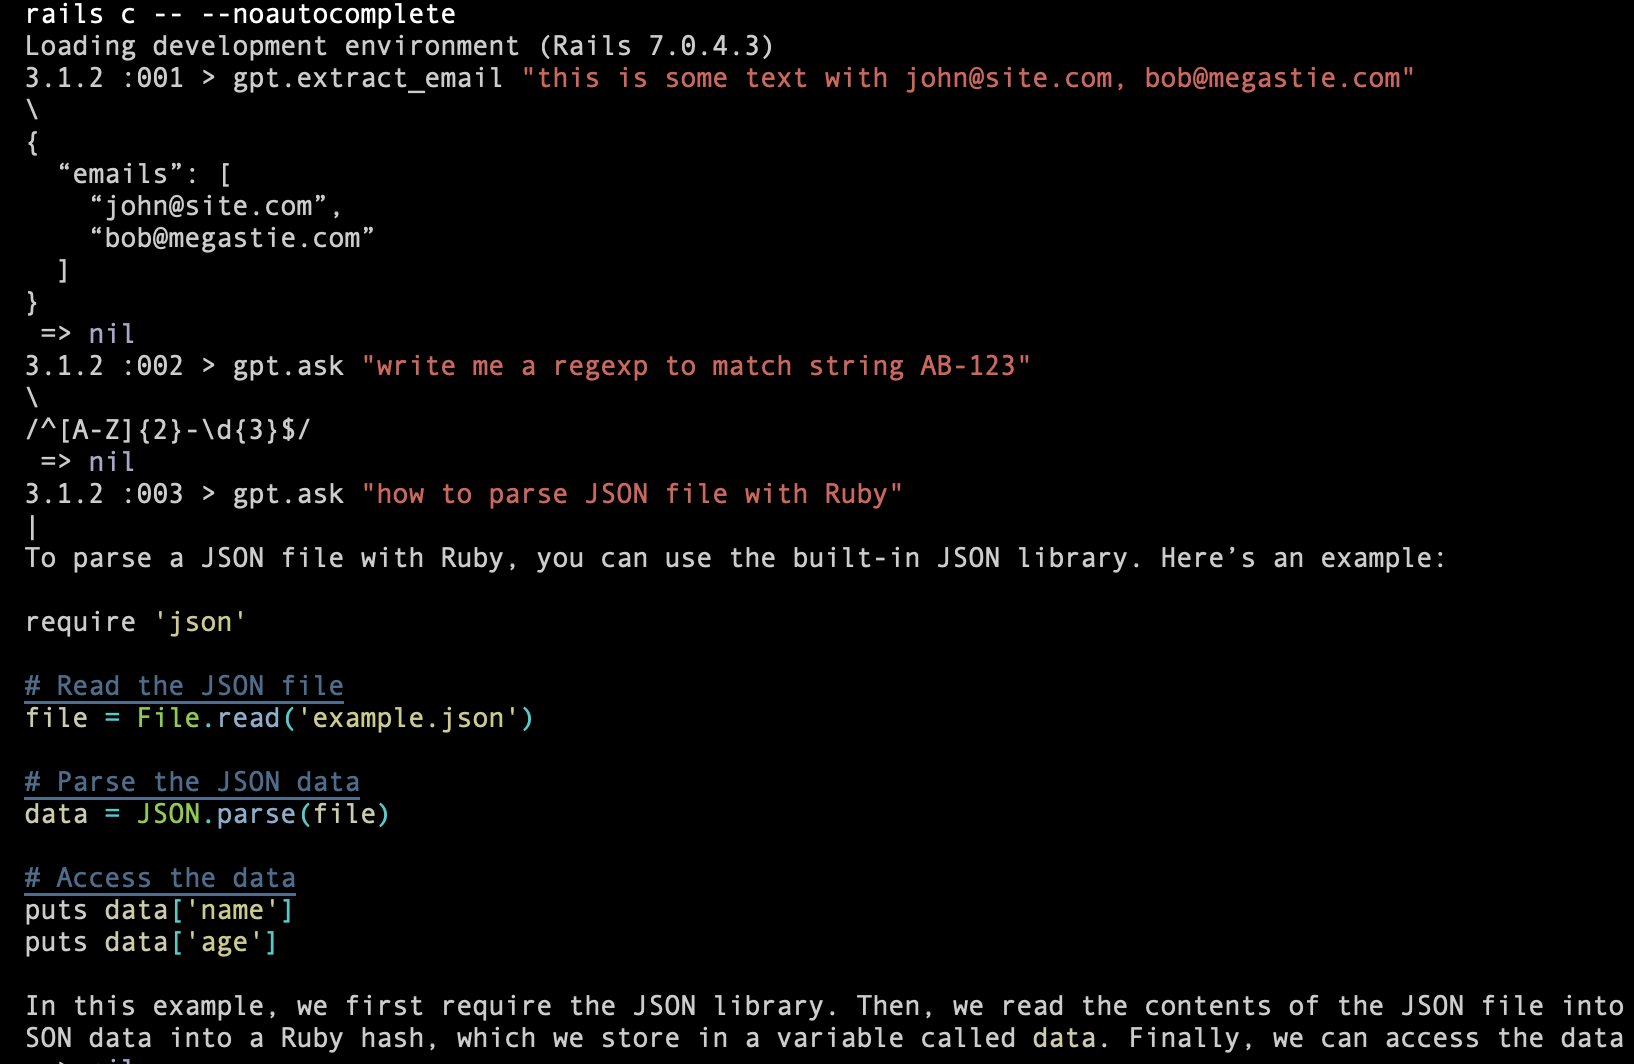 rails c -- --noautocomplete
Loading development environment (Rails 7.0.4.3)
3.1.2 :001 > gpt.extract_email "this is some text with john@site.com, bob@megastie.com"
\
{
  “emails”: [
    “john@site.com”,
    “bob@megastie.com”
  ]
}
 => nil
3.1.2 :002 > gpt.ask "write me a regexp to match string AB-123"
\
/^[A-Z]{2}-\d{3}$/
 => nil
3.1.2 :003 > gpt.ask "how to parse JSON file with Ruby"
|
To parse a JSON file with Ruby, you can use the built-in JSON library. Here’s an example:

require 'json'

# Read the JSON file
file = File.read('example.json')

# Parse the JSON data
data = JSON.parse(file)

# Access the data
puts data['name']
puts data['age']

In this example, we first require the JSON library. Then, we read the contents of the JSON file into
SON data into a Ruby hash, which we store in a variable called data. Finally, we can access the data